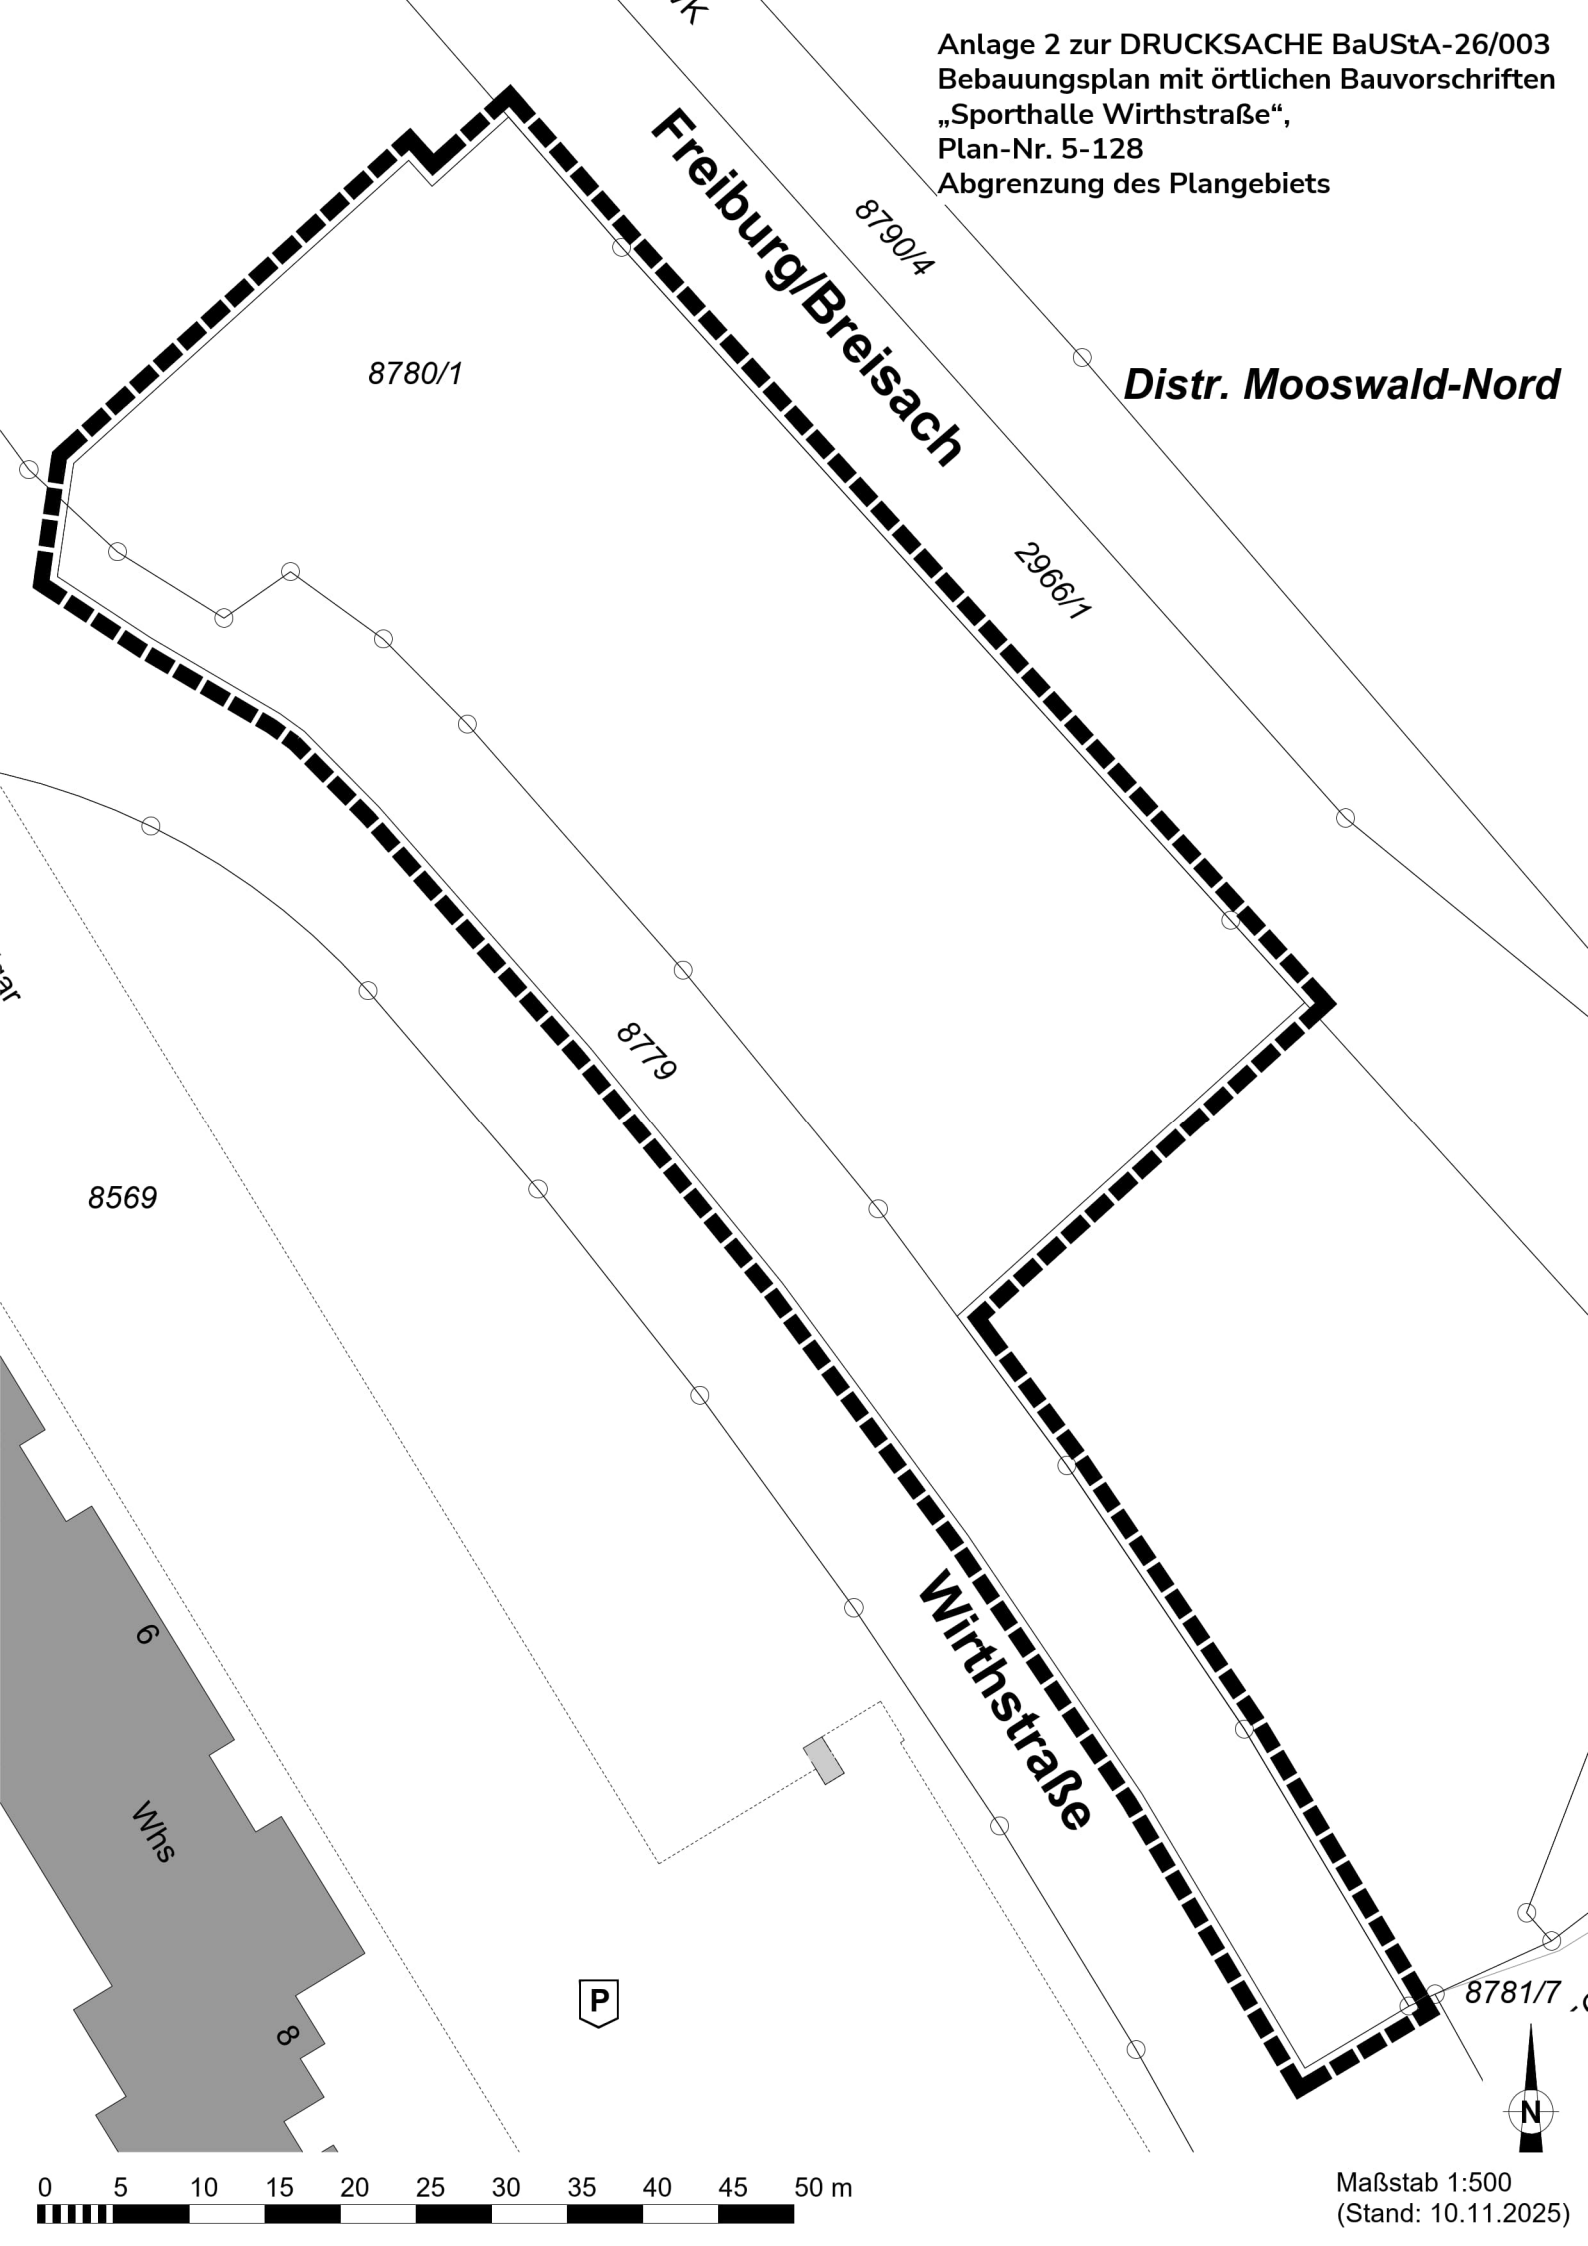 Anlage 2 zur DRUCKSACHE BaUStA-26/003
Bebauungsplan mit örtlichen Bauvorschriften
„Sporthalle Wirthstraße“,
Plan-Nr. 5-128
Abgrenzung des Plangebiets
Freiburg/Breisach
8790/4
8780/1
Distr. Mooswald-Nord
2966/1
8779
8569
Wirthstraße
6
Whs
8
P
8781/7
N
0 5 10 15 20 25 30 35 40 45 50 m
Maßstab 1:500
(Stand: 10.11.2025)